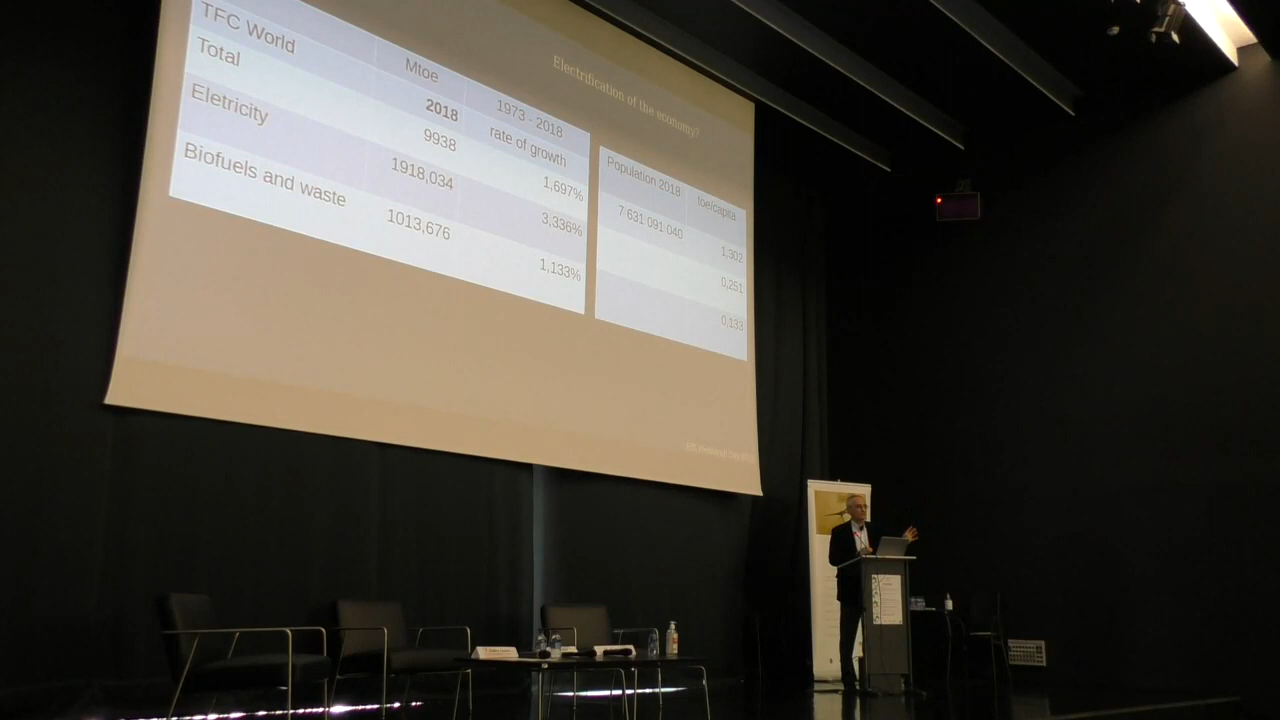 Electrification of the economy?
TFC World Mtoe 1973 - 2018
2018 rate of growth
Total 9938 1,697%
Eletricity 1918,034 3,336%
Biofuels and waste 1013,676 1,133%
Population 2018 toe/capita
7 631 091 040 1,302
0,251
0,133